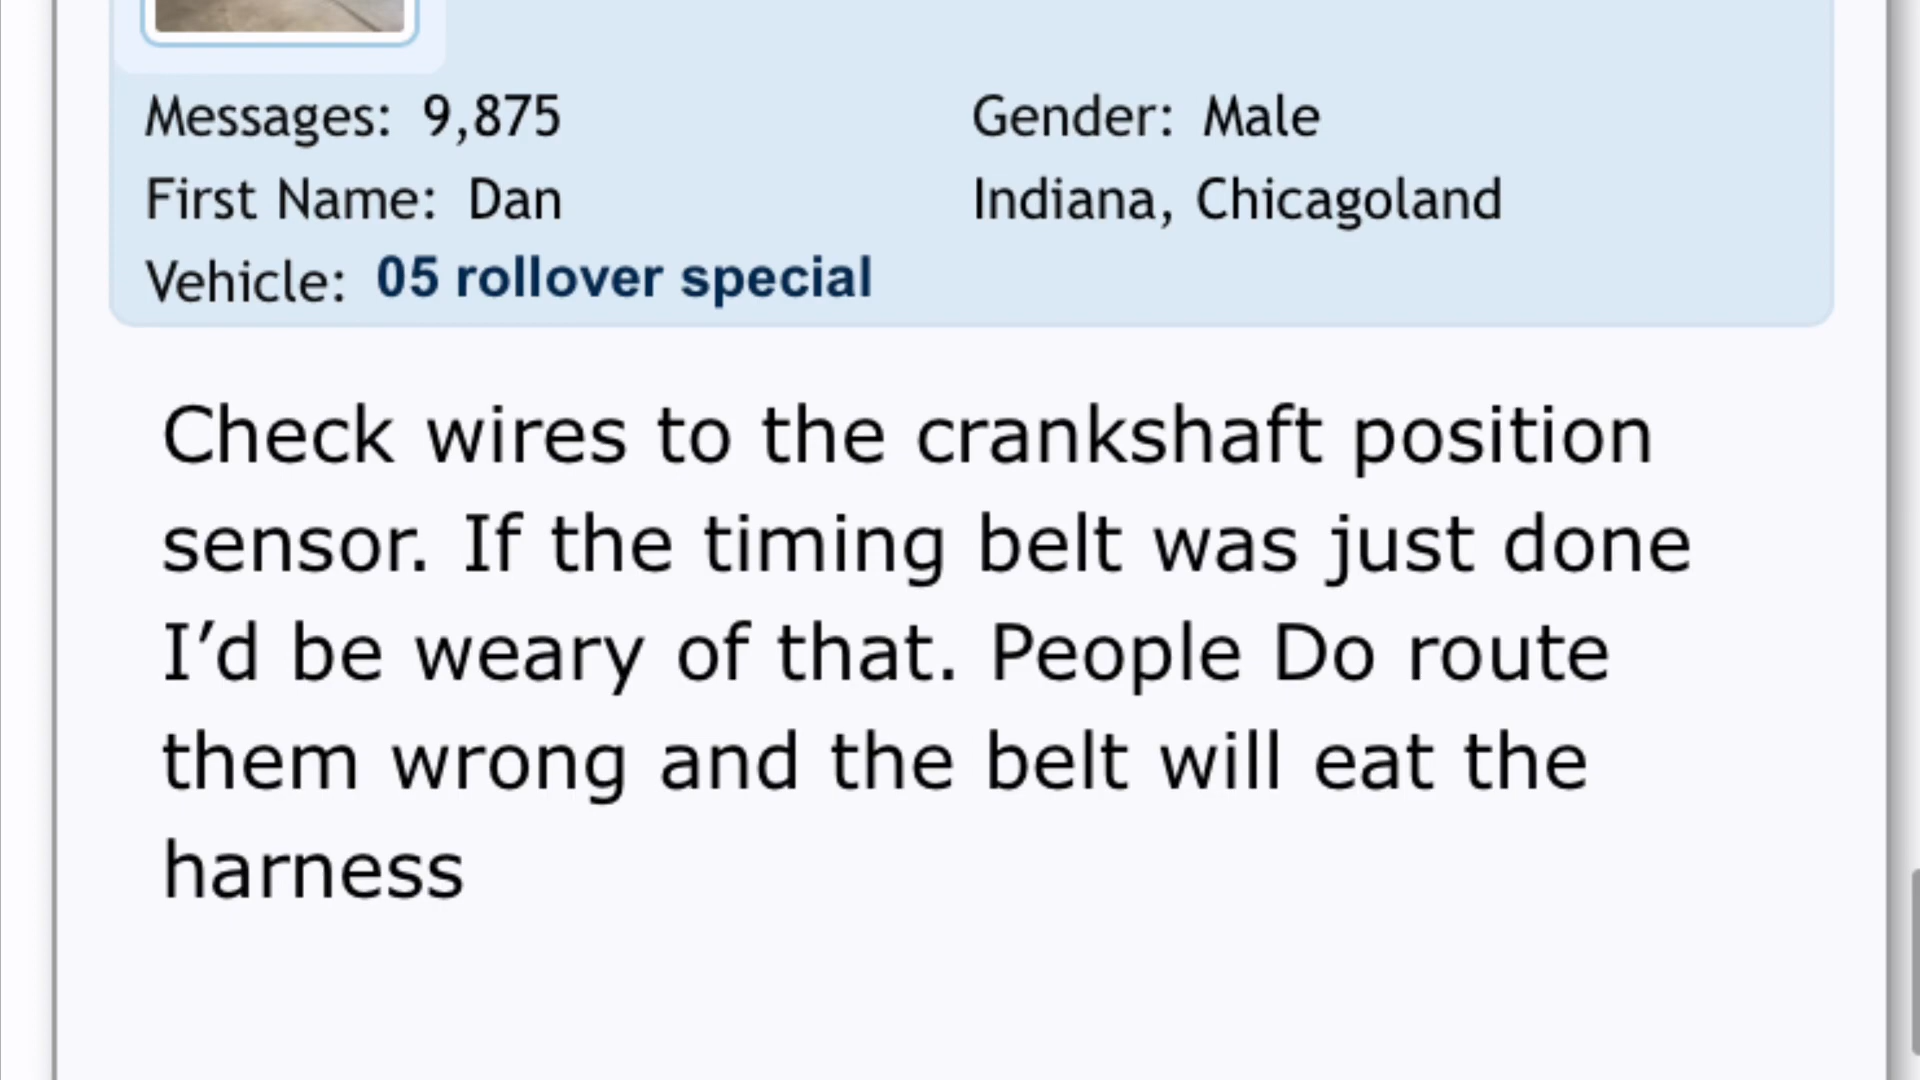 Messages: 9,875
Gender: Male
First Name: Dan
Indiana, Chicagoland
Vehicle: 05 rollover special
Check wires to the crankshaft position
sensor. If the timing belt was just done
I’d be weary of that. People Do route
them wrong and the belt will eat the
harness